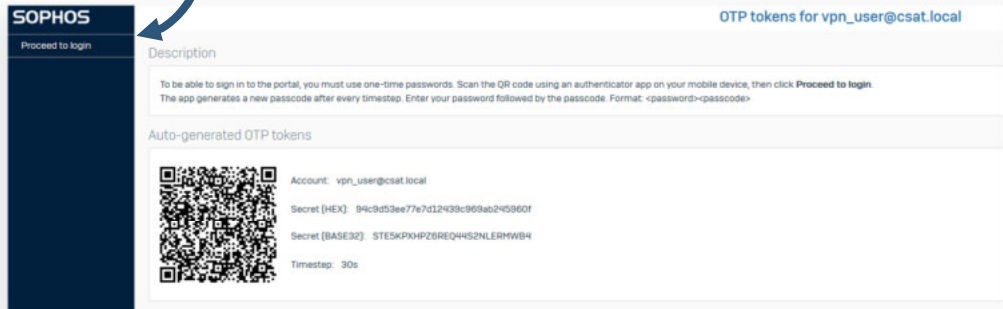 SOPHOS
OTP tokens for vpn_user@csat.local
Proceed to login
Description
To be able to sign in to the portal, you must use one-time passwords. Scan the QR code using an authenticator app on your mobile device, then click Proceed to login.
The app generates a new passcode after every timestep. Enter your password followed by the passcode. Format: <password><passcode>
Auto-generated OTP tokens
Account: vpn_user@csat.local
Secret (HEX): 94c9d53ee77e7d12439c969ab245960f
Secret (BASE32): STE5KPXHPZ6REQ44S2NLERMWB4
Timestep: 30s